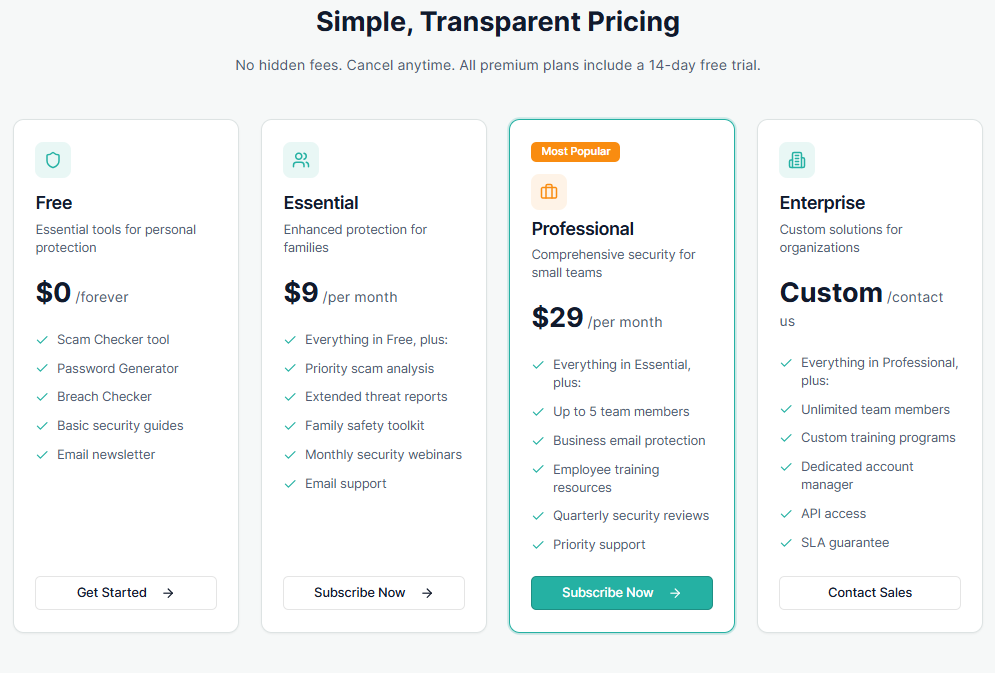 Simple, Transparent Pricing
No hidden fees. Cancel anytime. All premium plans include a 14-day free trial.
Free
Essential tools for personal
protection
$0 /forever
Scam Checker tool
Password Generator
Breach Checker
Basic security guides
Email newsletter
Get Started
Essential
Enhanced protection for
families
$9 /per month
Everything in Free, plus:
Priority scam analysis
Extended threat reports
Family safety toolkit
Monthly security webinars
Email support
Subscribe Now
Most Popular
Professional
Comprehensive security for
small teams
$29 /per month
Everything in Essential,
plus:
Up to 5 team members
Business email protection
Employee training
resources
Quarterly security reviews
Priority support
Subscribe Now
Enterprise
Custom solutions for
organizations
Custom /contact
us
Everything in Professional,
plus:
Unlimited team members
Custom training programs
Dedicated account
manager
API access
SLA guarantee
Contact Sales